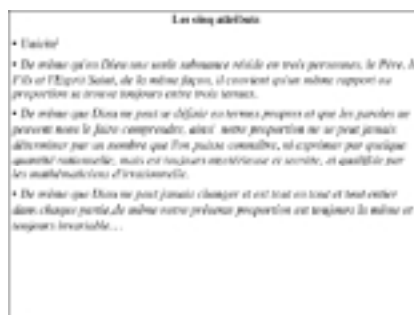 Les cinq attributs
• Unicité
• De même qu'en Dieu une seule substance réside en trois personnes, le Père, l
Fils et l'Esprit Saint, de la même façon, il convient qu'un même rapport ou
proportion se trouve toujours entre trois termes.
• De même que Dieu ne peut se définir en termes propres et que les paroles ne
peuvent nous le faire comprendre, ainsi notre proportion ne se peut jamais
déterminer par un nombre que l'on puisse connaître, ni exprimer par quelque
quantité rationnelle, mais est toujours mystérieuse et secrète, et qualifiée par
les mathématiciens d'irrationnelle.
• De même que Dieu ne peut jamais changer et est tout en tout et tout entier
dans chaque partie, de même notre présente proportion est toujours la même et
toujours invariable…